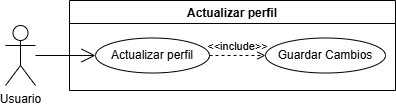 Actualizar perfil
Actualizar perfil
<<include>>
Guardar Cambios
Usuario